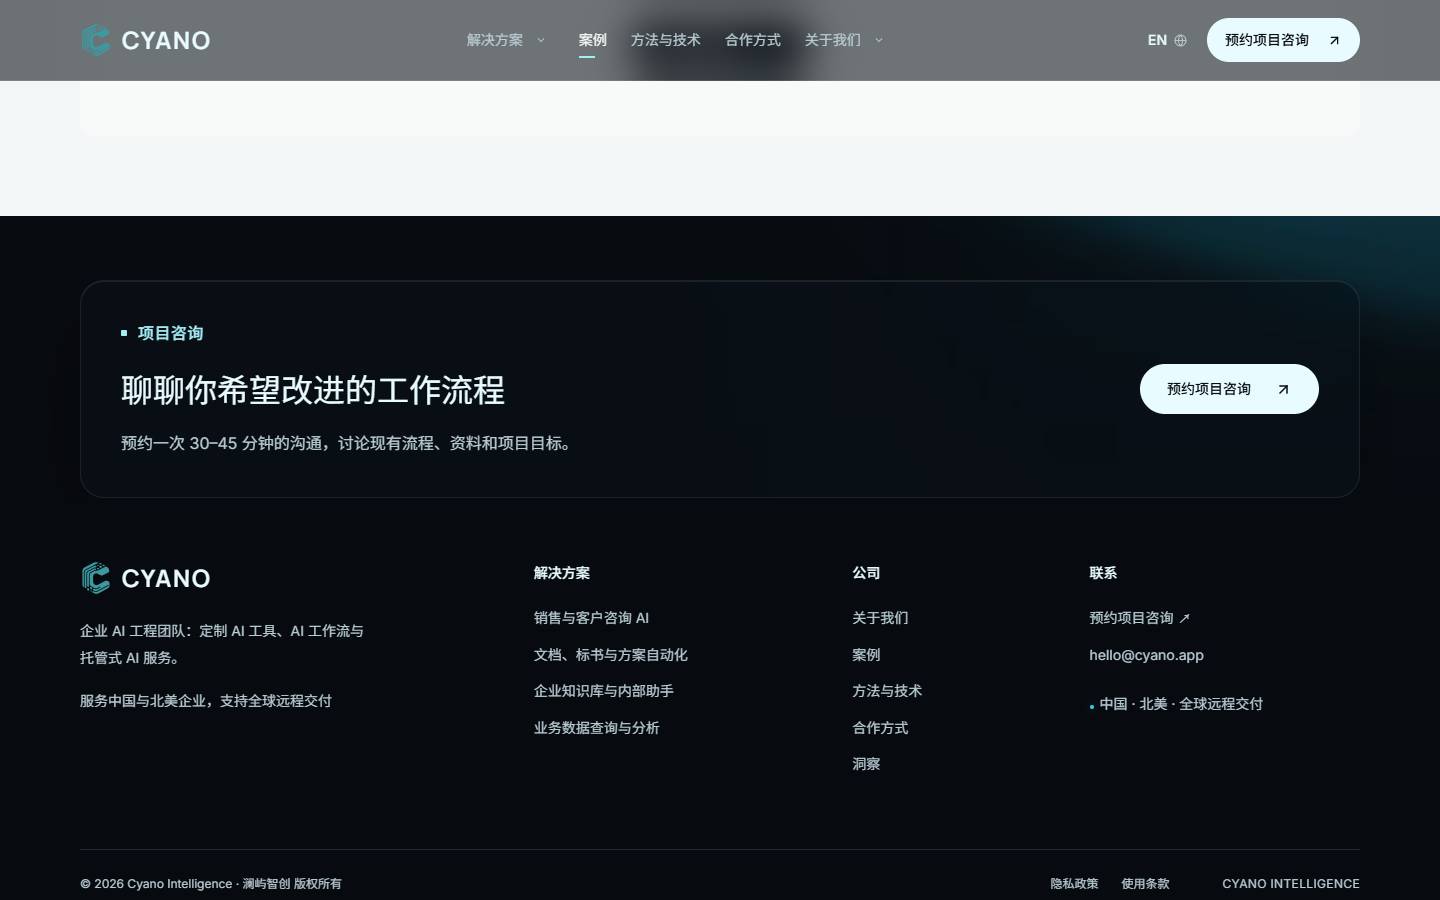 CYANO
解决方案
案例
方法与技术
合作方式
关于我们
EN
预约项目咨询
项目咨询
聊聊你希望改进的工作流程
预约一次 30–45 分钟的沟通，讨论现有流程、资料和项目目标。
预约项目咨询
CYANO
企业 AI 工程团队：定制 AI 工具、AI 工作流与
托管式 AI 服务。
服务中国与北美企业，支持全球远程交付
解决方案
销售与客户咨询 AI
文档、标书与方案自动化
企业知识库与内部助手
业务数据查询与分析
公司
关于我们
案例
方法与技术
合作方式
洞察
联系
预约项目咨询 ↗
hello@cyano.app
中国 · 北美 · 全球远程交付
© 2026 Cyano Intelligence · 澜屿智创 版权所有
隐私政策
使用条款
CYANO INTELLIGENCE